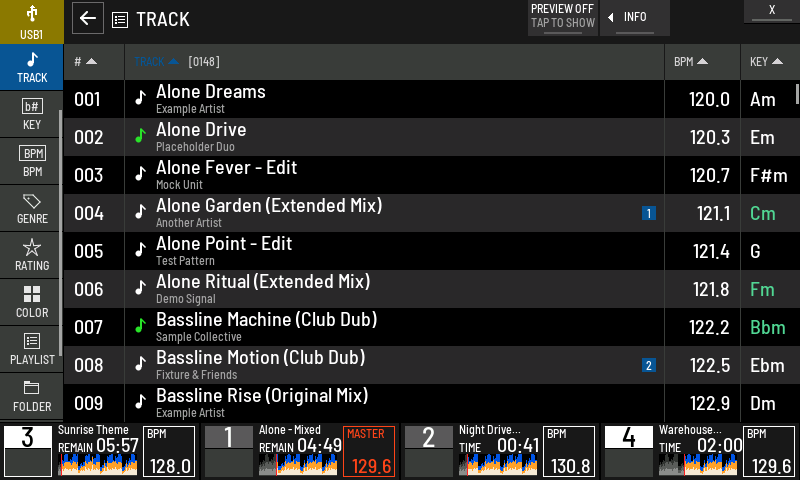 USB1
TRACK
PREVIEW OFF
TAP TO SHOW
INFO
X
# TRACK [0148] BPM KEY
TRACK
KEY
BPM
BPM
GENRE
RATING
COLOR
PLAYLIST
FOLDER
b#
001 Alone Dreams 120.0 Am
Example Artist
002 Alone Drive 120.3 Em
Placeholder Duo
003 Alone Fever - Edit 120.7 F#m
Mock Unit
004 Alone Garden (Extended Mix) 1 121.1 Cm
Another Artist
005 Alone Point - Edit 121.4 G
Test Pattern
006 Alone Ritual (Extended Mix) 121.8 Fm
Demo Signal
007 Bassline Machine (Club Dub) 122.2 Bbm
Sample Collective
008 Bassline Motion (Club Dub) 2 122.5 Ebm
Fixture & Friends
009 Bassline Rise (Original Mix) 122.9 Dm
Example Artist
3 Sunrise Theme BPM
REMAIN 05:57
128.0
1 Alone - Mixed MASTER
REMAIN 04:49
129.6
2 Night Drive... BPM
TIME 00:41
130.8
4 Warehouse... BPM
TIME 02:00
129.6